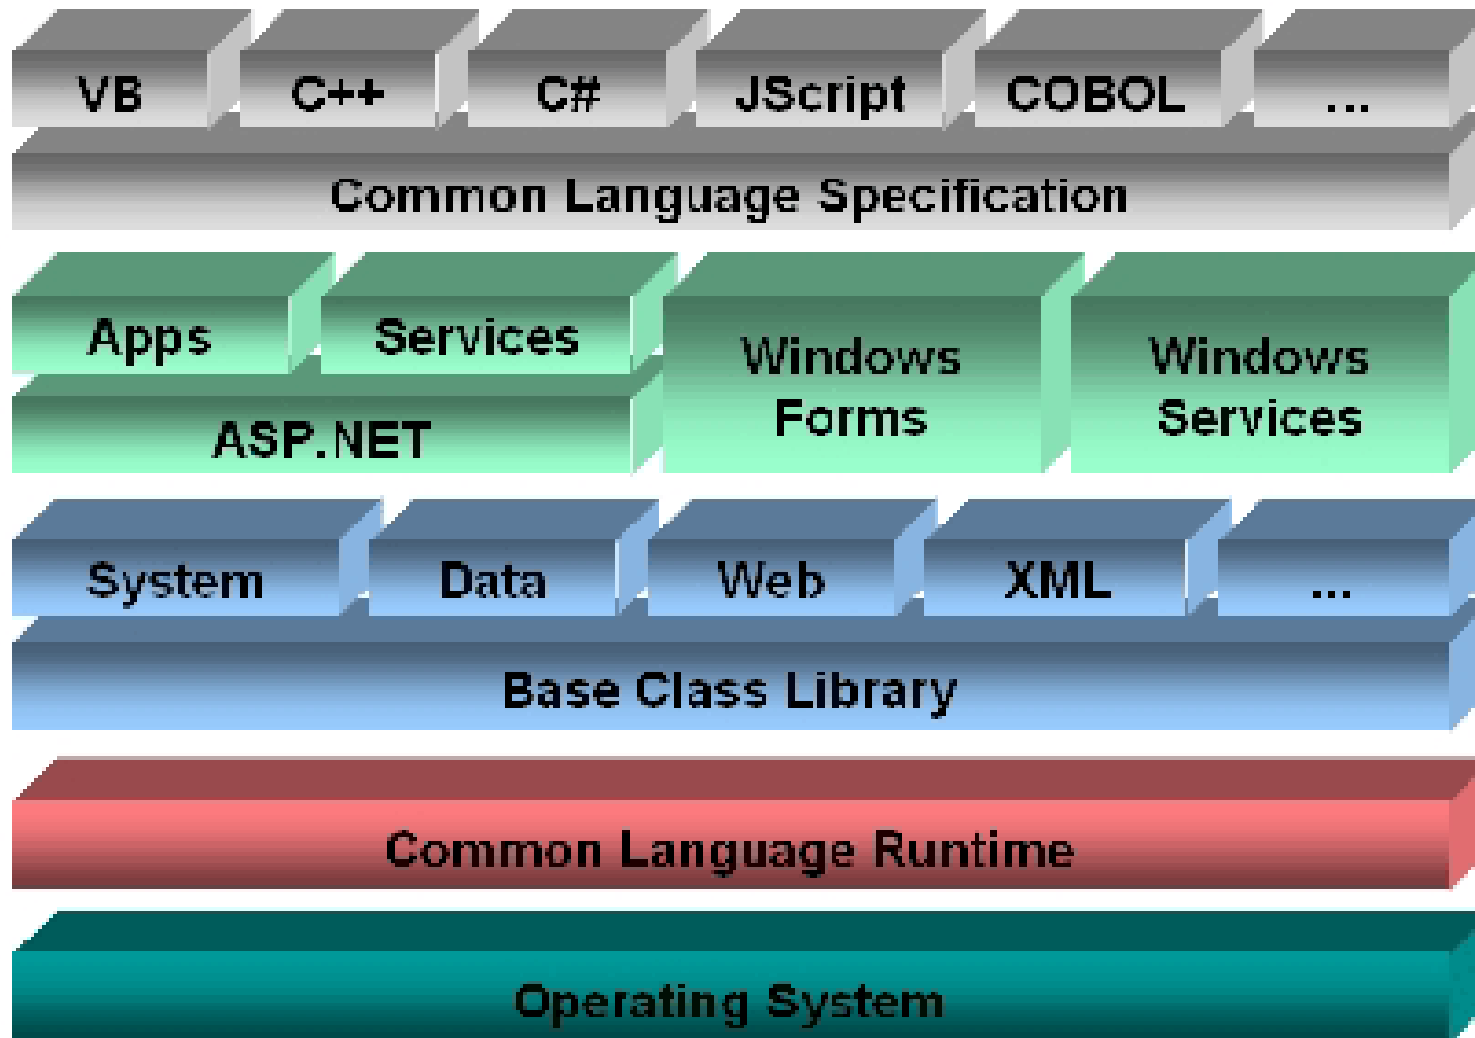 VB C++ C# JScript COBOL ...
Common Language Specification
Apps Services
Windows Forms
Windows Services
ASP.NET
System Data Web XML ...
Base Class Library
Common Language Runtime
Operating System